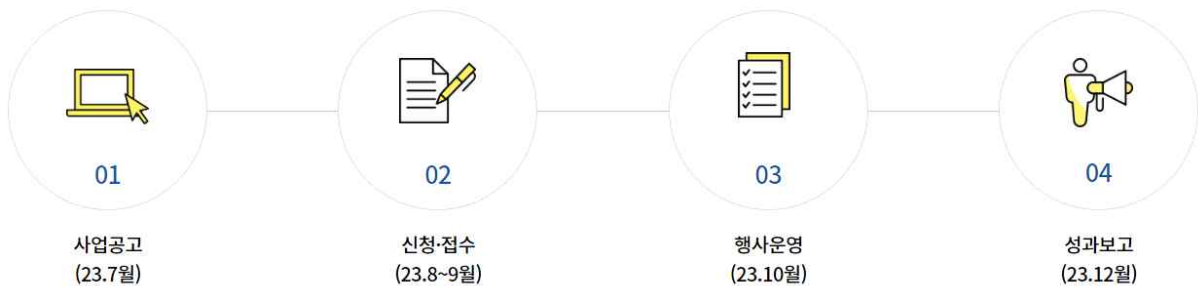 01
02
03
04
사업공고
(23.7월)
신청·접수
(23.8~9월)
행사운영
(23.10월)
성과보고
(23.12월)